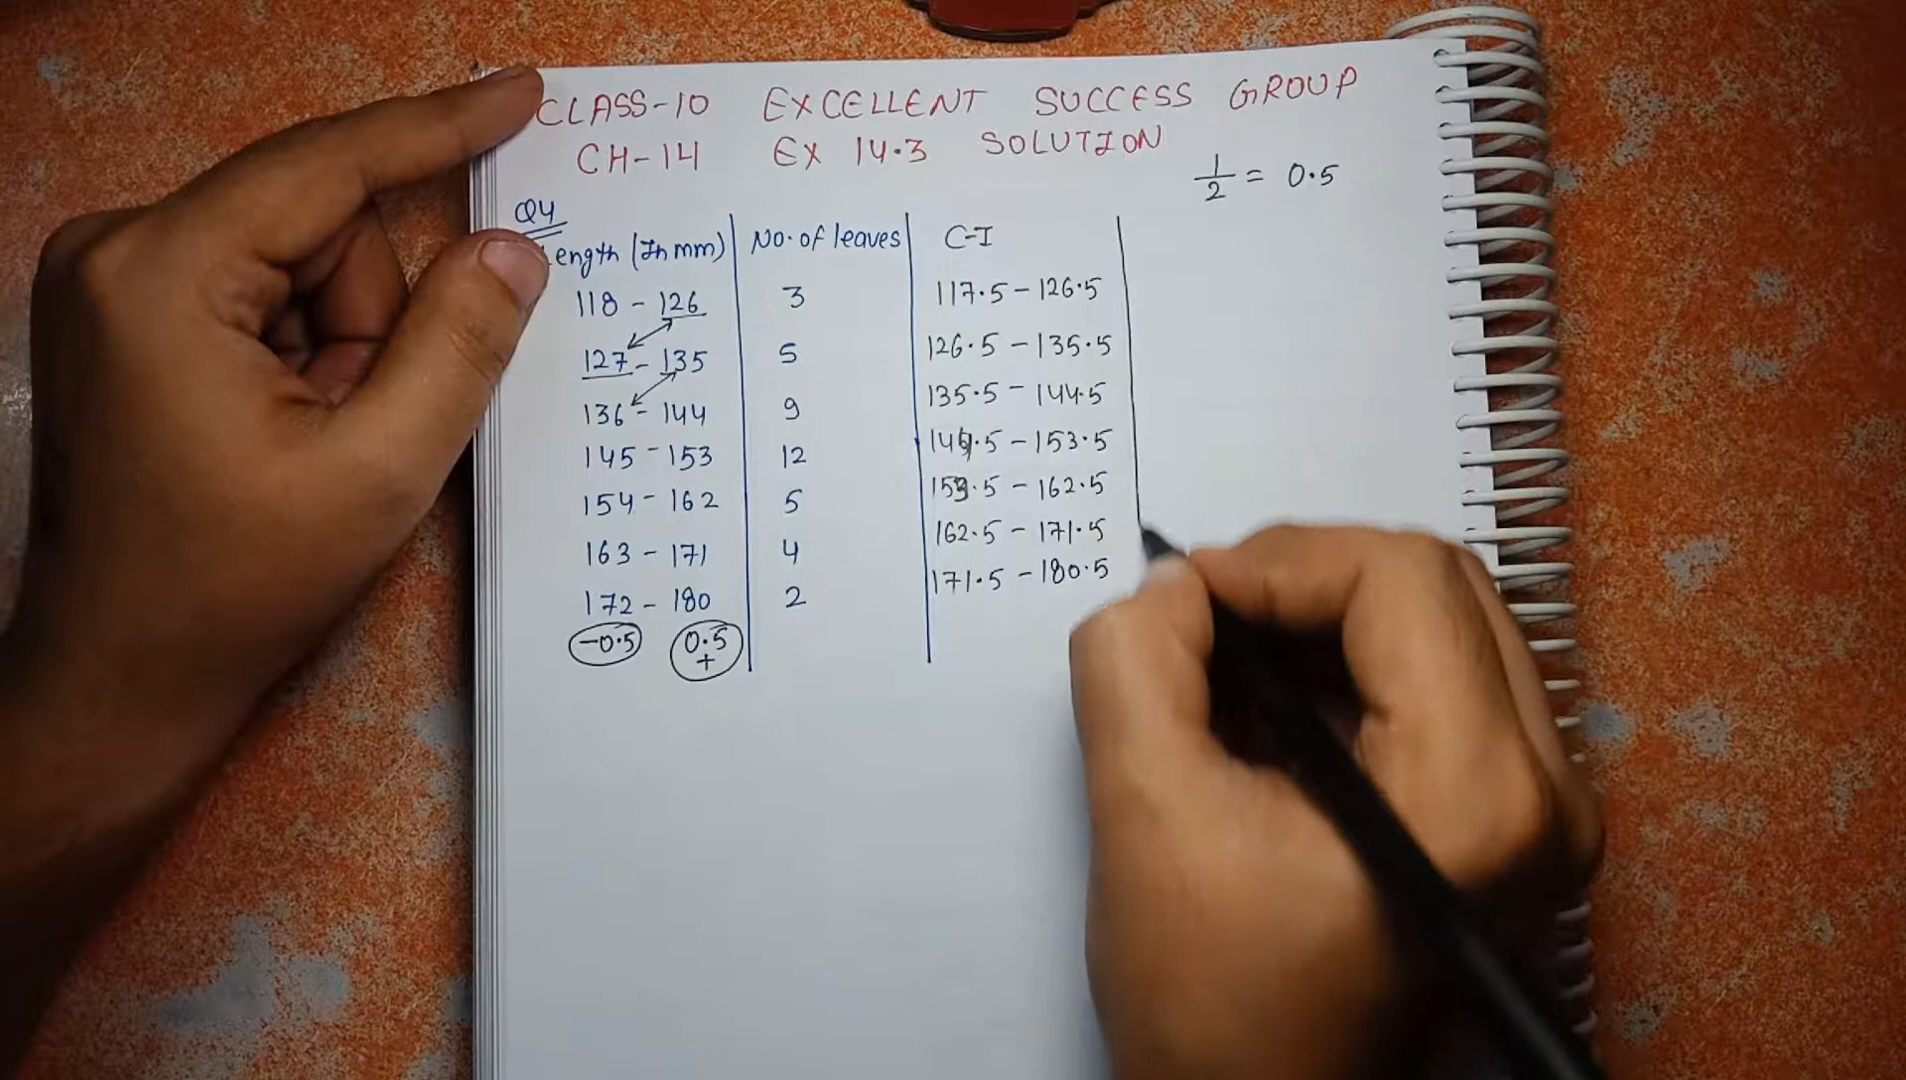 CLASS-10 EXCELLENT SUCCESS GROUP
CH-14 EX 14.3 SOLUTION
1/2 = 0.5
Q4
Length (In mm) No. of leaves C-I
118 - 126 3 117.5 - 126.5
127 - 135 5 126.5 - 135.5
136 - 144 9 135.5 - 144.5
145 - 153 12 144.5 - 153.5
154 - 162 5 153.5 - 162.5
163 - 171 4 162.5 - 171.5
172 - 180 2 171.5 - 180.5
-0.5 0.5
+